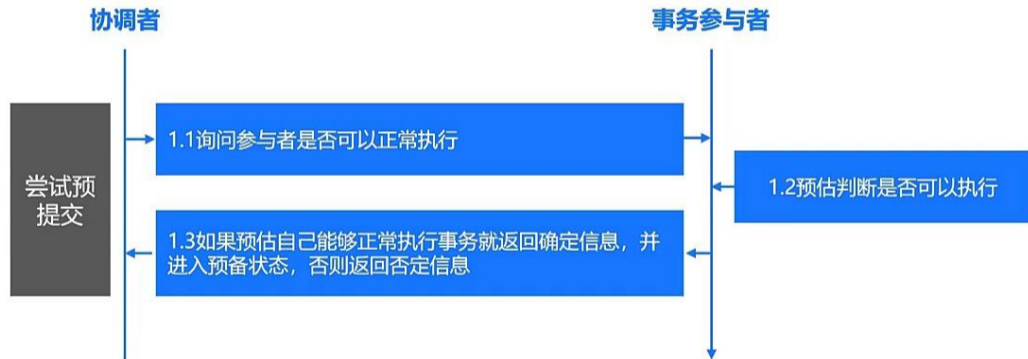 协调者
事务参与者
1.1询问参与者是否可以正常执行
尝试预
提交
1.2预估判断是否可以执行
1.3如果预估自己能够正常执行事务就返回确定信息，并
进入预备状态，否则返回否定信息